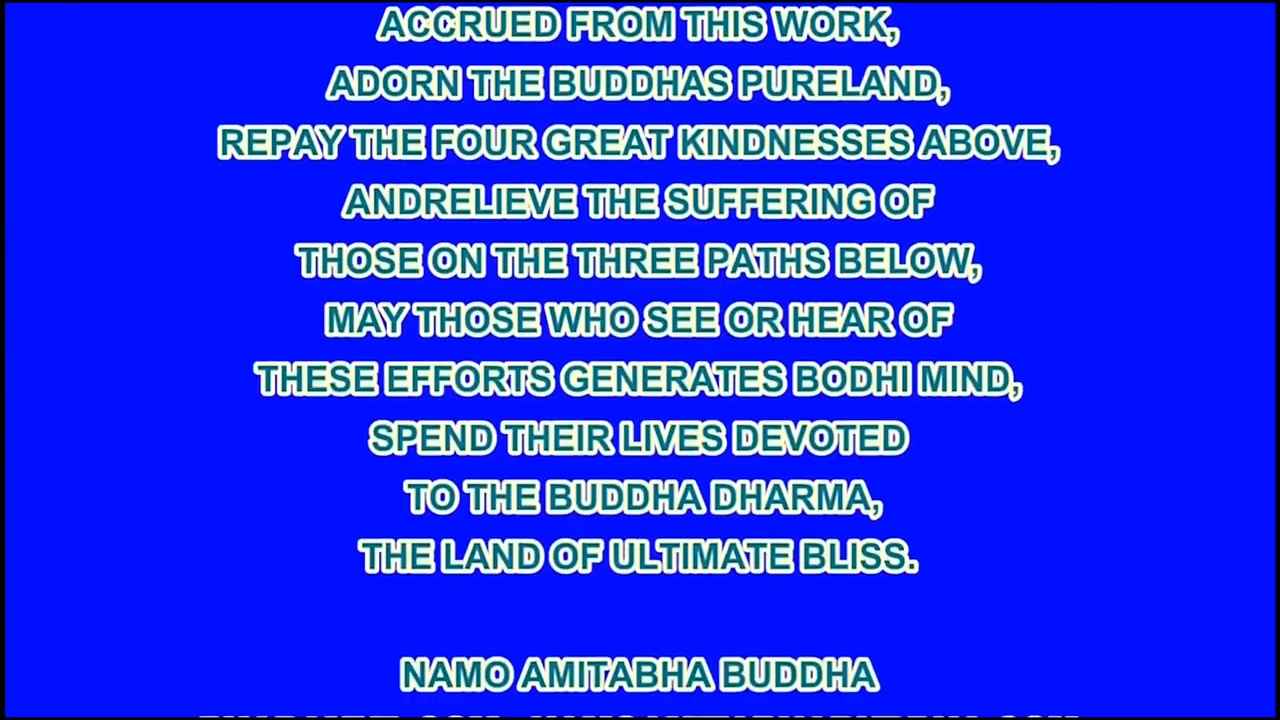 ACCRUED FROM THIS WORK,
ADORN THE BUDDHAS PURELAND,
REPAY THE FOUR GREAT KINDNESSES ABOVE,
ANDRELIEVE THE SUFFERING OF
THOSE ON THE THREE PATHS BELOW,
MAY THOSE WHO SEE OR HEAR OF
THESE EFFORTS GENERATES BODHI MIND,
SPEND THEIR LIVES DEVOTED
TO THE BUDDHA DHARMA,
THE LAND OF ULTIMATE BLISS.
NAMO AMITABHA BUDDHA